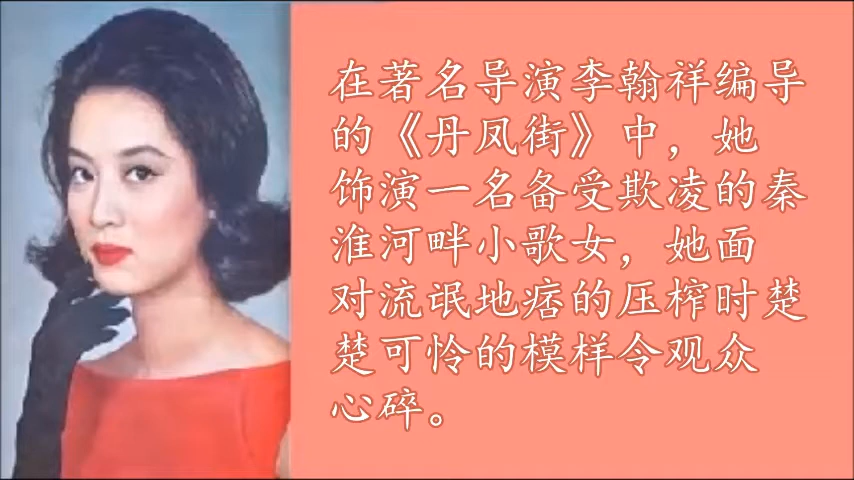 在著名导演李翰祥编导
的《丹凤街》中，她
饰演一名备受欺凌的秦
淮河畔小歌女，她面
对流氓地痞的压榨时楚
楚可怜的模样令观众
心碎。